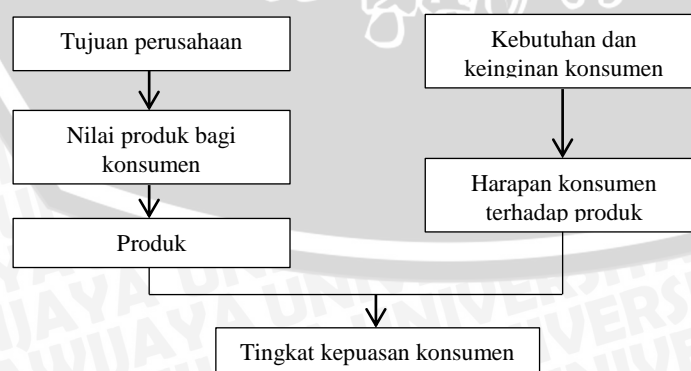 Tujuan perusahaan
Nilai produk bagi
konsumen
Produk
Kebutuhan dan
keinginan konsumen
Harapan konsumen
terhadap produk
Tingkat kepuasan konsumen